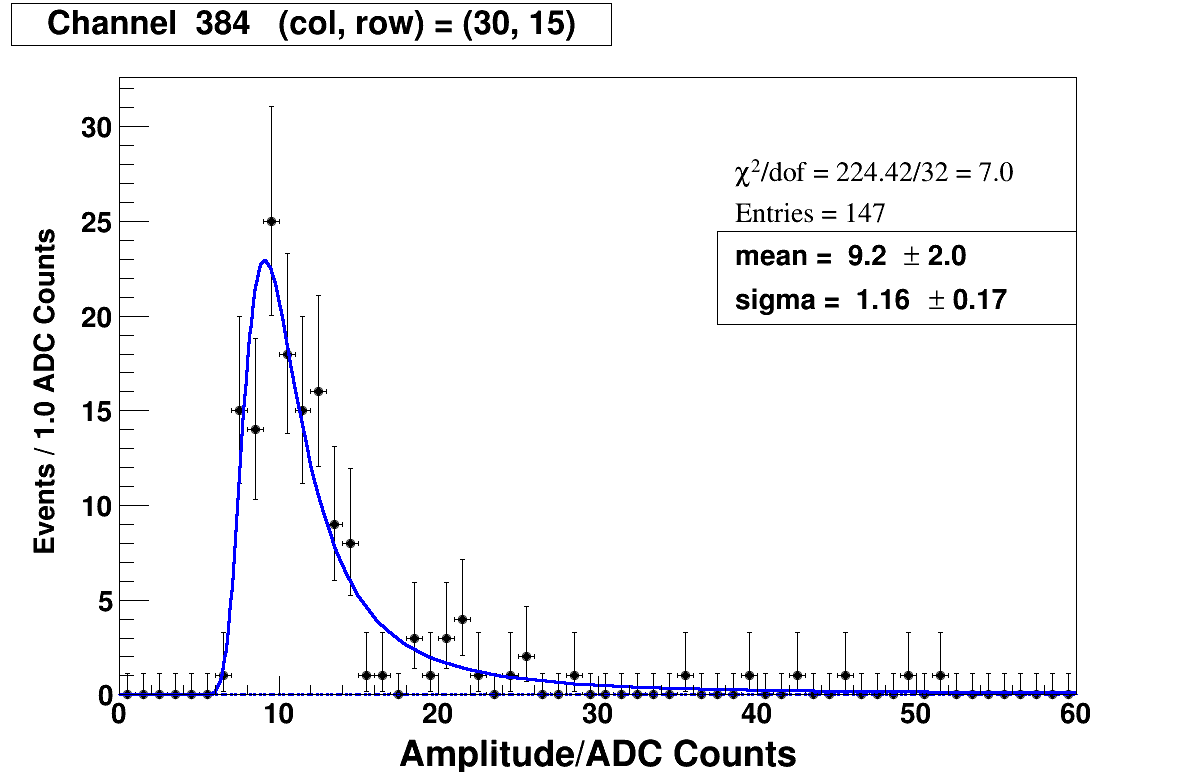 Channel 384 (col, row) = (30, 15)
30
25
20
15
10
5
0
Events / 1.0 ADC Counts
χ²/dof = 224.42/32 = 7.0
Entries = 147
mean = 9.2 ± 2.0
sigma = 1.16 ± 0.17
0 10 20 30 40 50 60
Amplitude/ADC Counts